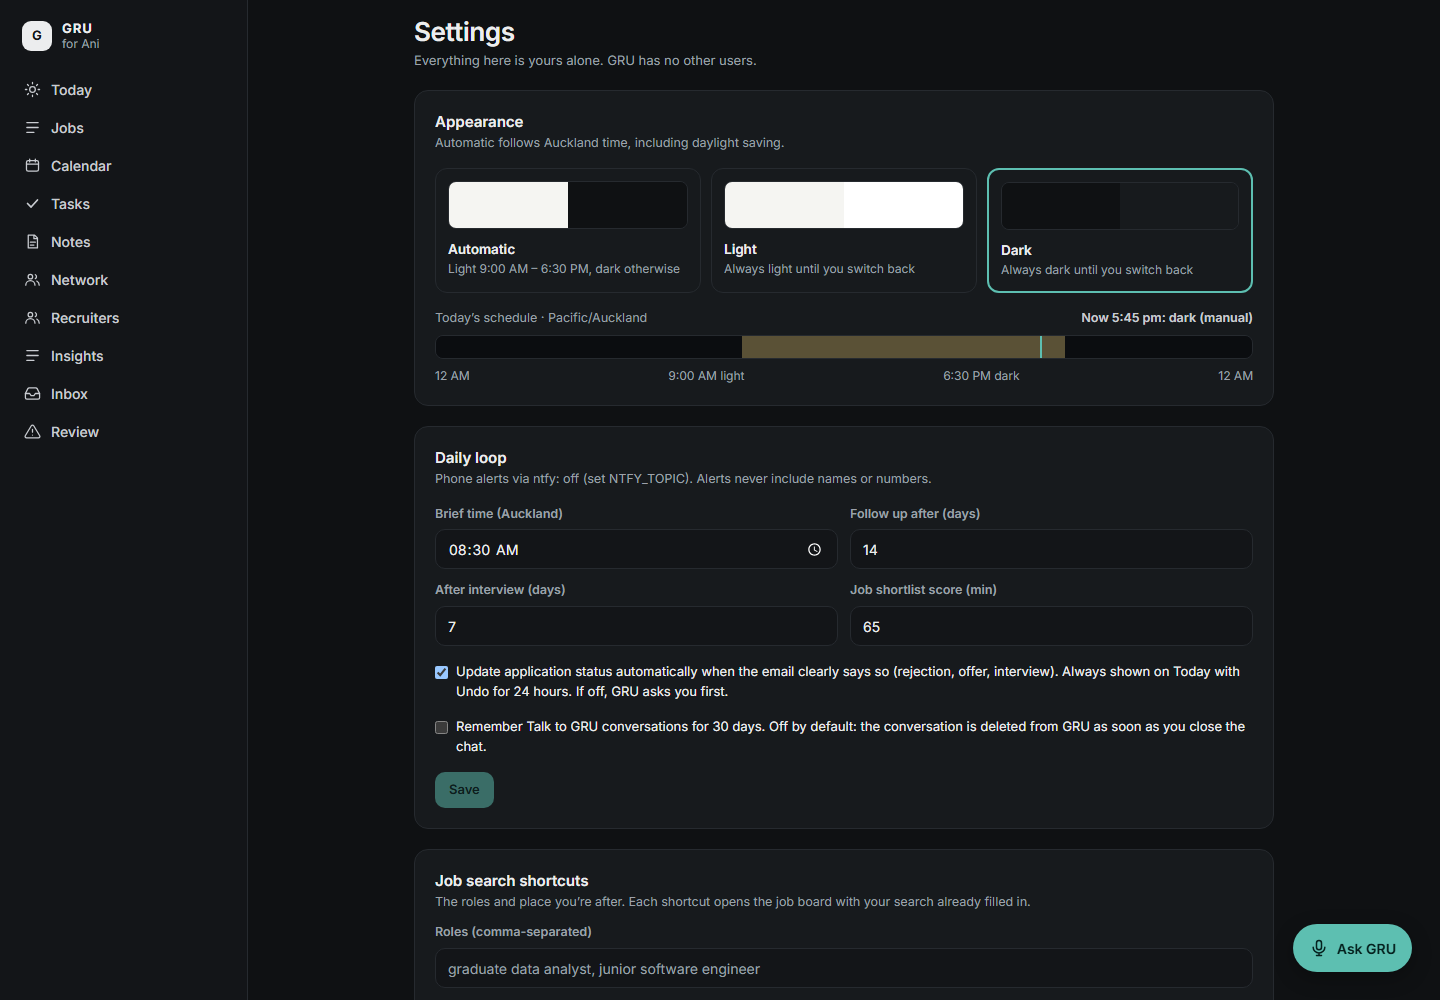 G
GRU
for Ani
Today
Jobs
Calendar
Tasks
Notes
Network
Recruiters
Insights
Inbox
Review
Settings
Everything here is yours alone. GRU has no other users.
Appearance
Automatic follows Auckland time, including daylight saving.
Automatic
Light 9:00 AM – 6:30 PM, dark otherwise
Light
Always light until you switch back
Dark
Always dark until you switch back
Today’s schedule · Pacific/Auckland
Now 5:45 pm: dark (manual)
12 AM
9:00 AM light
6:30 PM dark
12 AM
Daily loop
Phone alerts via ntfy: off (set NTFY_TOPIC). Alerts never include names or numbers.
Brief time (Auckland)
Follow up after (days)
08:30 AM
14
After interview (days)
Job shortlist score (min)
7
65
Update application status automatically when the email clearly says so (rejection, offer, interview). Always shown on Today with
Undo for 24 hours. If off, GRU asks you first.
Remember Talk to GRU conversations for 30 days. Off by default: the conversation is deleted from GRU as soon as you close the
chat.
Save
Job search shortcuts
The roles and place you’re after. Each shortcut opens the job board with your search already filled in.
Roles (comma-separated)
graduate data analyst, junior software engineer
Ask GRU